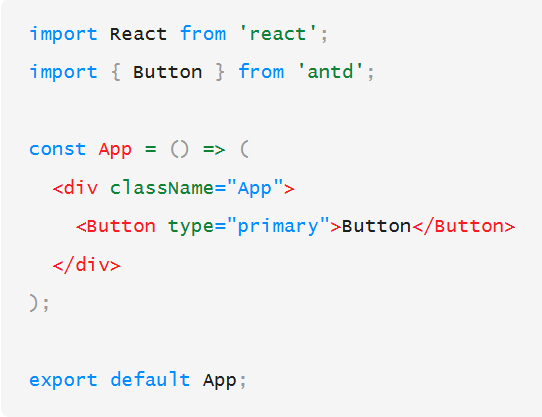 import React from 'react';
import { Button } from 'antd';
const App = () => (
<div className="App">
<Button type="primary">Button</Button>
</div>
);
export default App;